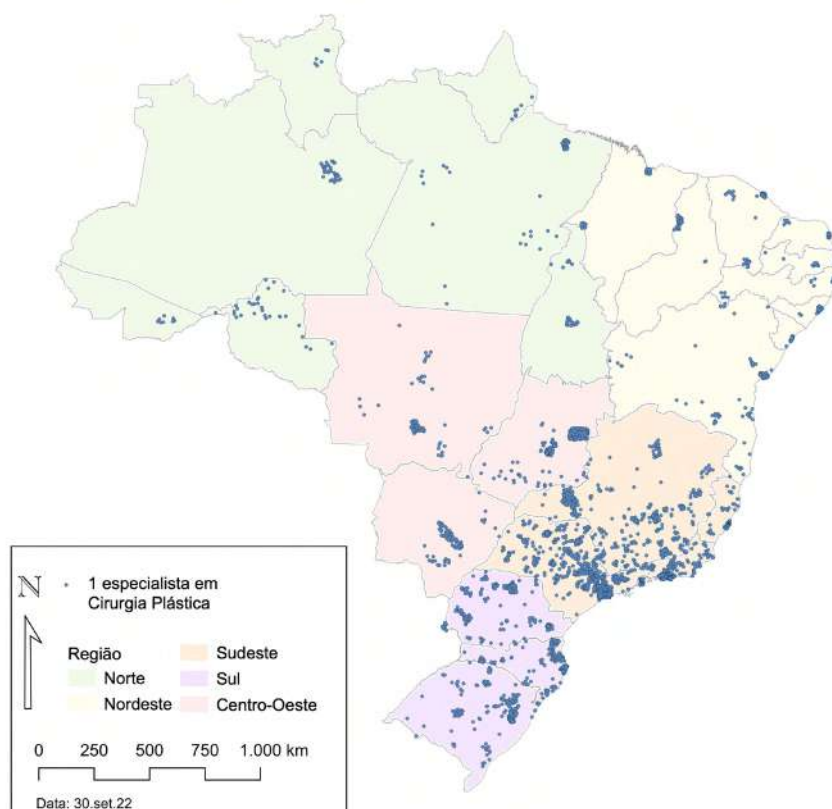 N
1 especialista em
Cirurgia Plástica
Região
Norte
Nordeste
Sudeste
Sul
Centro-Oeste
0 250 500 750 1.000 km
Data: 30.set.22